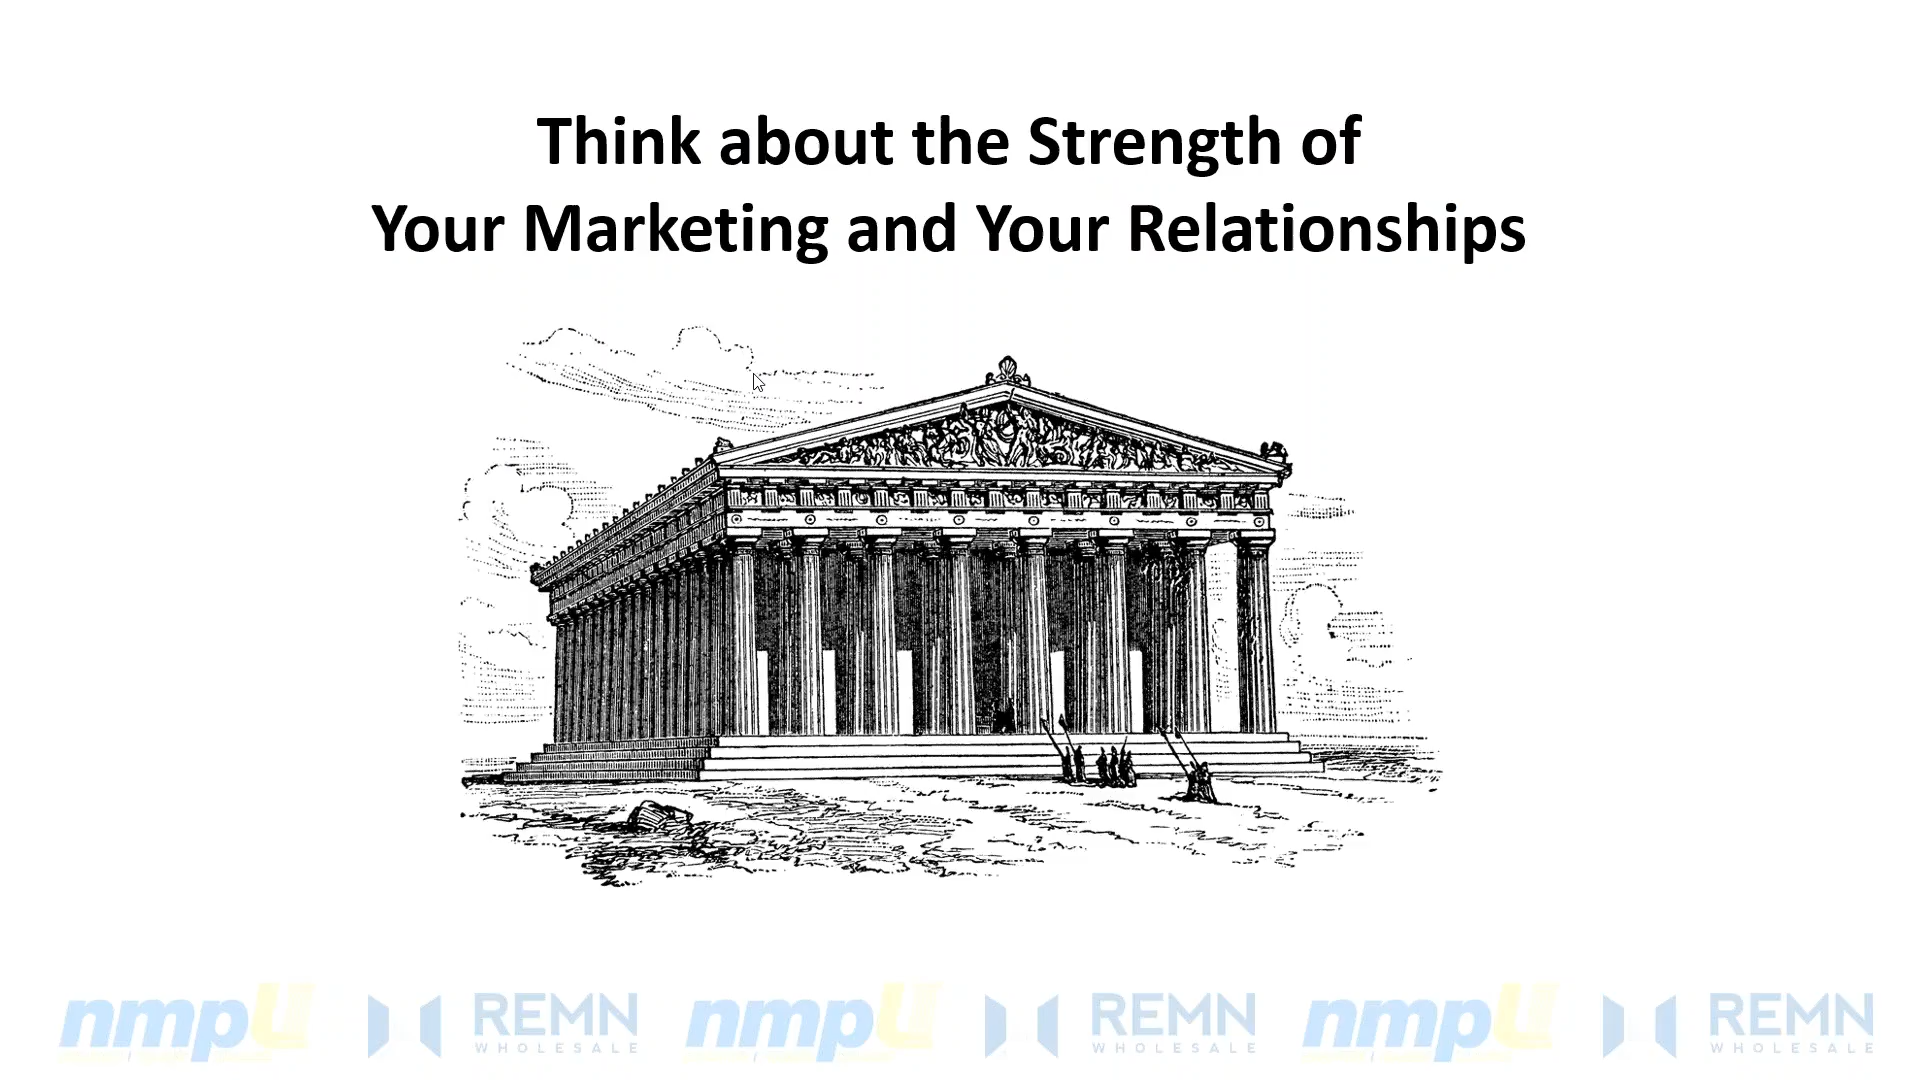 Think about the Strength of
Your Marketing and Your Relationships
nmpU REMN WHOLESALE nmpU REMN WHOLESALE nmpU REMN WHOLESALE